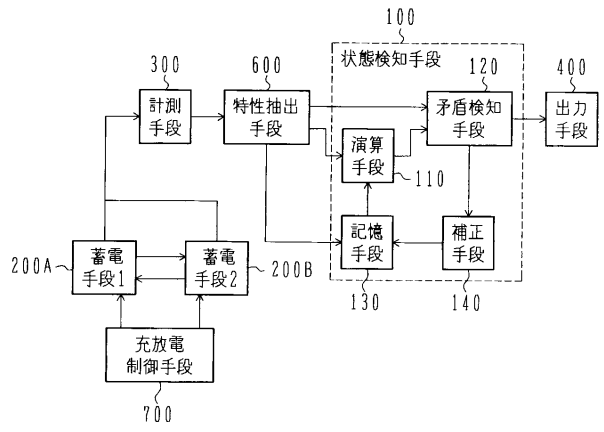 100
300
600
状態検知手段
120
400
計測
手段
特性抽出
手段
矛盾検知
手段
出力
手段
演算
手段
110
蓄電
手段1
蓄電
手段2
200A
200B
記憶
手段
補正
手段
130
140
充放電
制御手段
700